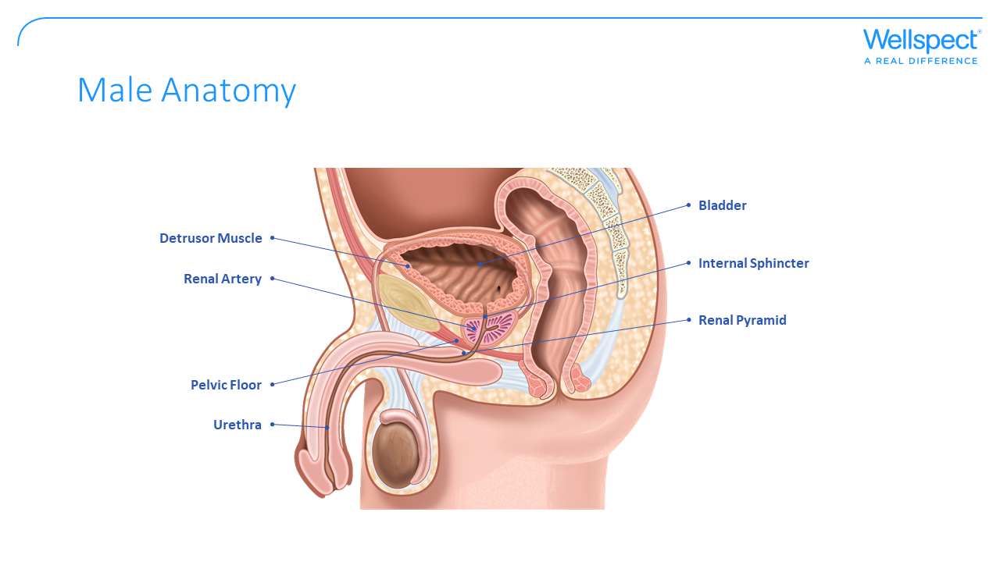 Wellspect®
A REAL DIFFERENCE
Male Anatomy
Bladder
Detrusor Muscle
Internal Sphincter
Renal Artery
Renal Pyramid
Pelvic Floor
Urethra